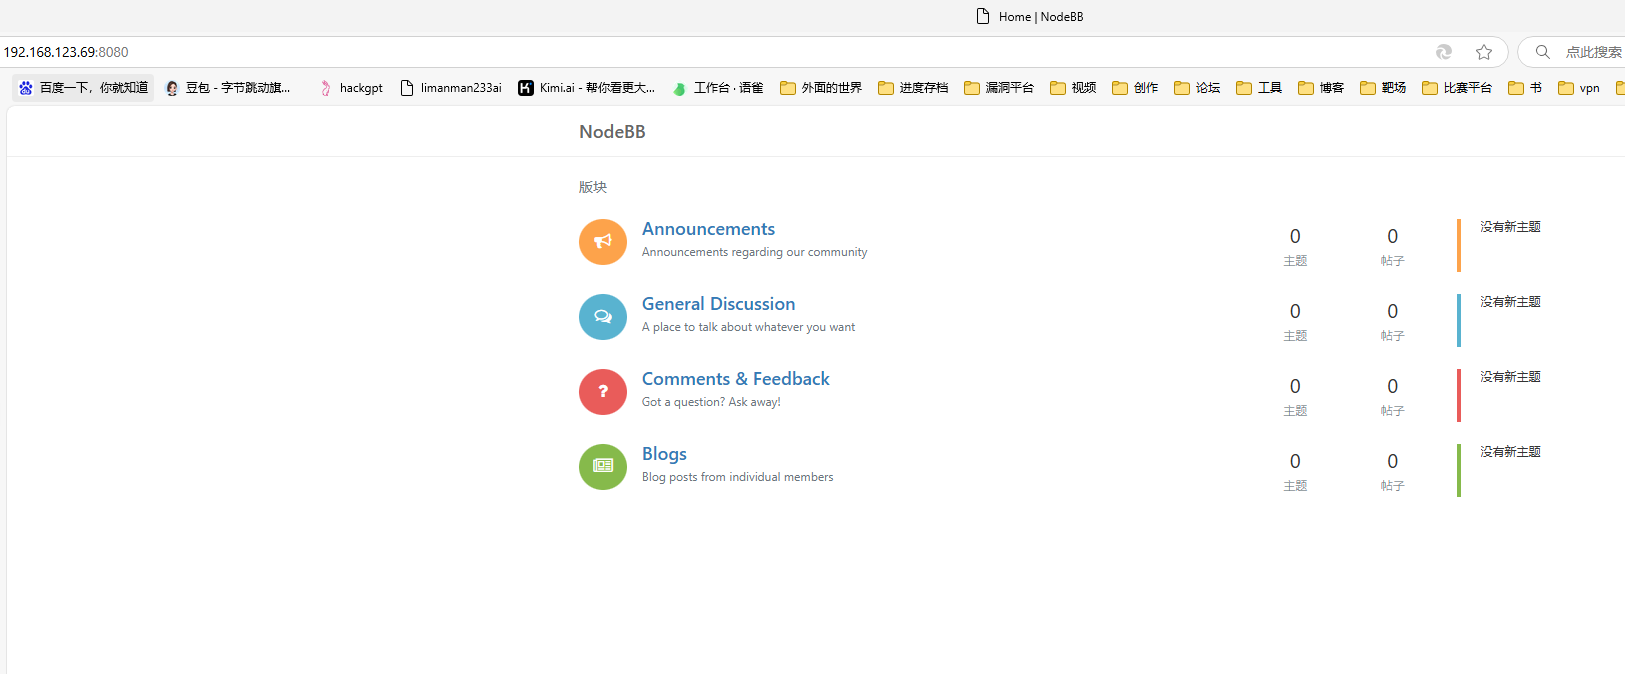 Home | NodeBB
192.168.123.69:8080
点此搜索
百度一下，你就知道
豆包 - 字节跳动旗...
hackgpt
limanman233ai
Kimi.ai - 帮你看更大...
工作台 · 语雀
外面的世界
进度存档
漏洞平台
视频
创作
论坛
工具
博客
靶场
比赛平台
书
vpn
NodeBB
版块
Announcements
Announcements regarding our community
0
主题
0
帖子
没有新主题
General Discussion
A place to talk about whatever you want
0
主题
0
帖子
没有新主题
Comments & Feedback
Got a question? Ask away!
0
主题
0
帖子
没有新主题
Blogs
Blog posts from individual members
0
主题
0
帖子
没有新主题